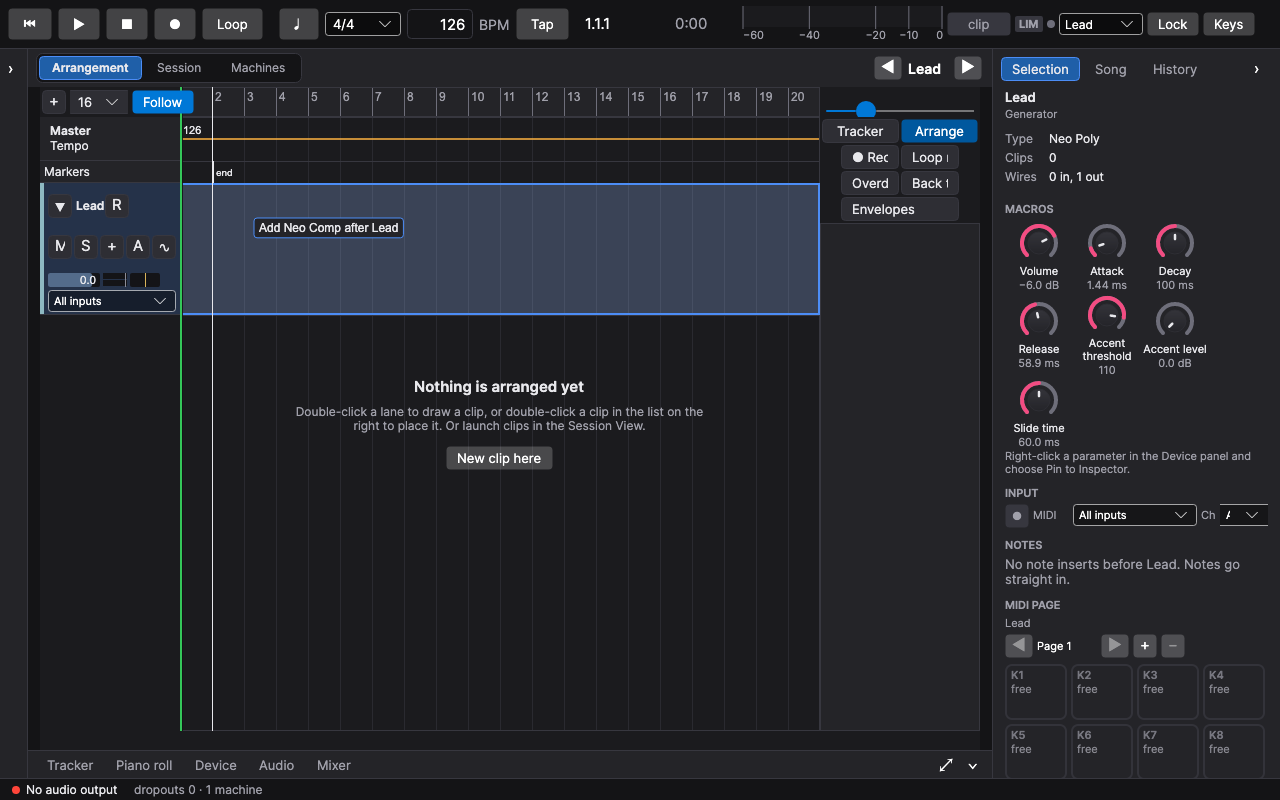 Loop
4/4
126 BPM
Tap
1.1.1
0:00
−60 −40 −20 −10 0
clip
LIM
Lead
Lock
Keys
Arrangement
Session
Machines
Lead
Selection
Song
History
+
16
Follow
2 3 4 5 6 7 8 9 10 11 12 13 14 15 16 17 18 19 20
Master
Tempo
126
Markers
end
Lead R
M S + A
0.0
All inputs
Add Neo Comp after Lead
Nothing is arranged yet
Double-click a lane to draw a clip, or double-click a clip in the list on the
right to place it. Or launch clips in the Session View.
New clip here
Tracker
Arrange
Rec
Loop
Overd
Back
Envelopes
Lead
Generator
Type Neo Poly
Clips 0
Wires 0 in, 1 out
MACROS
Volume
−6.0 dB
Attack
1.44 ms
Decay
100 ms
Release
58.9 ms
Accent
threshold
110
Accent level
0.0 dB
Slide time
60.0 ms
Right-click a parameter in the Device panel and
choose Pin to Inspector.
INPUT
MIDI
All inputs
Ch
NOTES
No note inserts before Lead. Notes go
straight in.
MIDI PAGE
Lead
Page 1
+ −
K1
free
K2
free
K3
free
K4
free
K5
free
K6
free
K7
free
K8
free
Tracker
Piano roll
Device
Audio
Mixer
No audio output
dropouts 0 · 1 machine